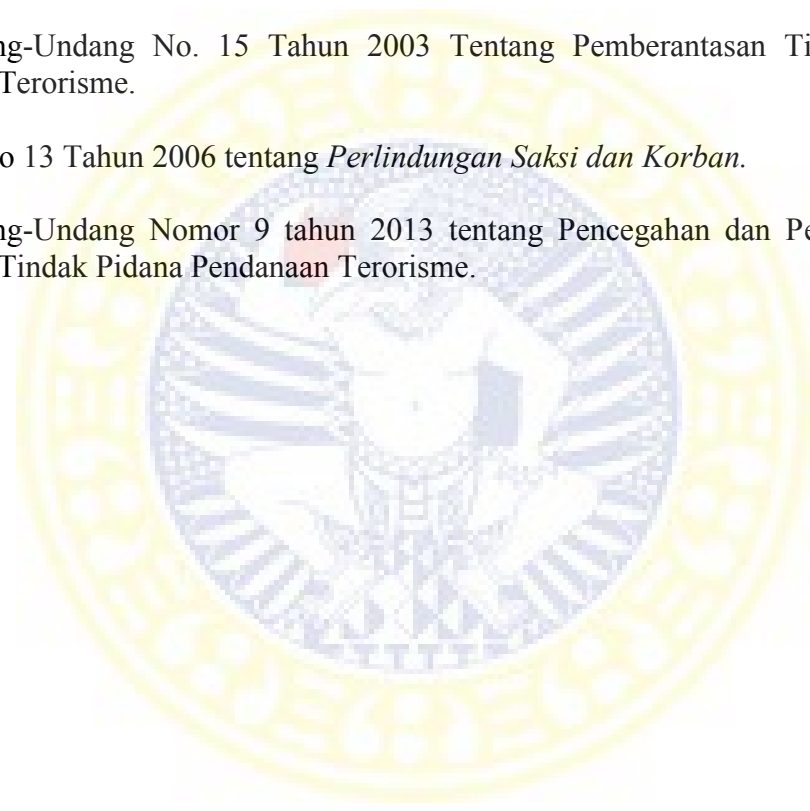 ng-Undang No. 15 Tahun 2003 Tentang Pemberantasan Ti
Terorisme.
o 13 Tahun 2006 tentang Perlindungan Saksi dan Korban.
ng-Undang Nomor 9 tahun 2013 tentang Pencegahan dan Pe
Tindak Pidana Pendanaan Terorisme.